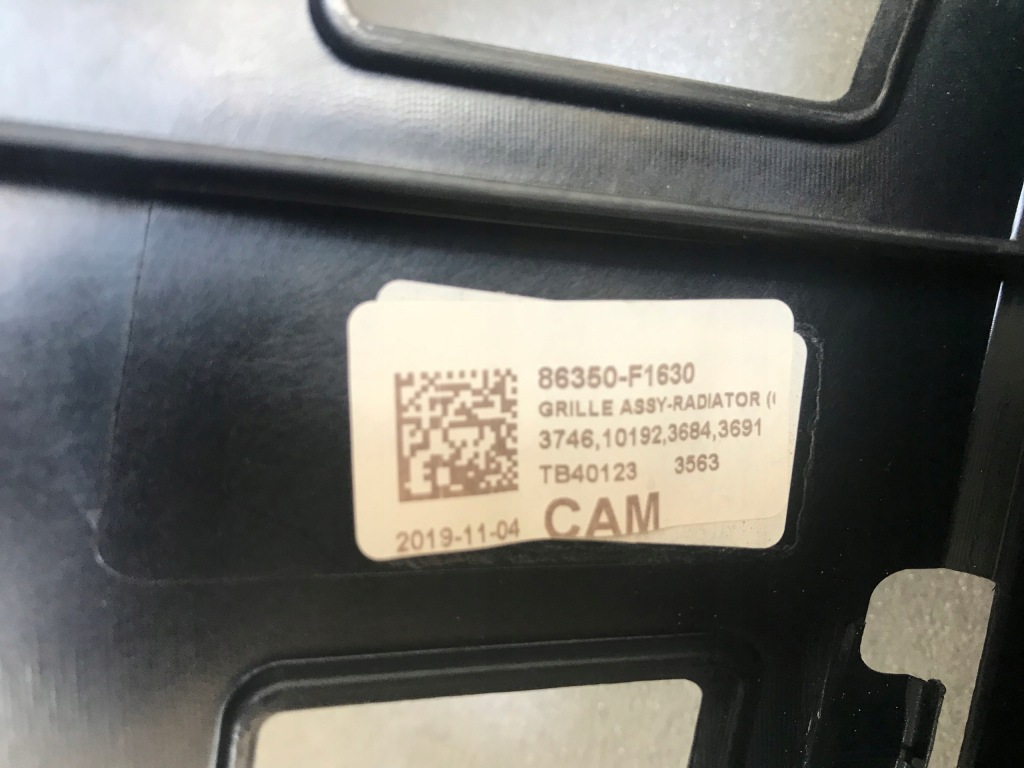 86350-F1630
GRILLE ASSY-RADIATOR (
3746,10192,3684,3691
TB40123 3563
2019-11-04 CAM